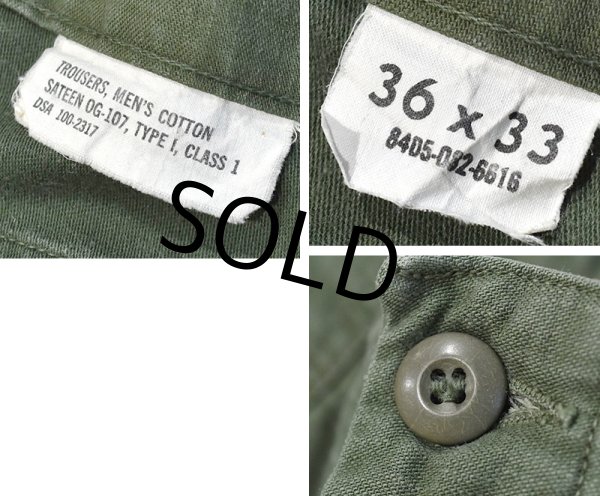 TROUSERS, MEN'S COTTON
SATEEN OG-107, TYPE I, CLASS 1
DSA 100-2317
36 x 33
8405-082-6616
SOLD